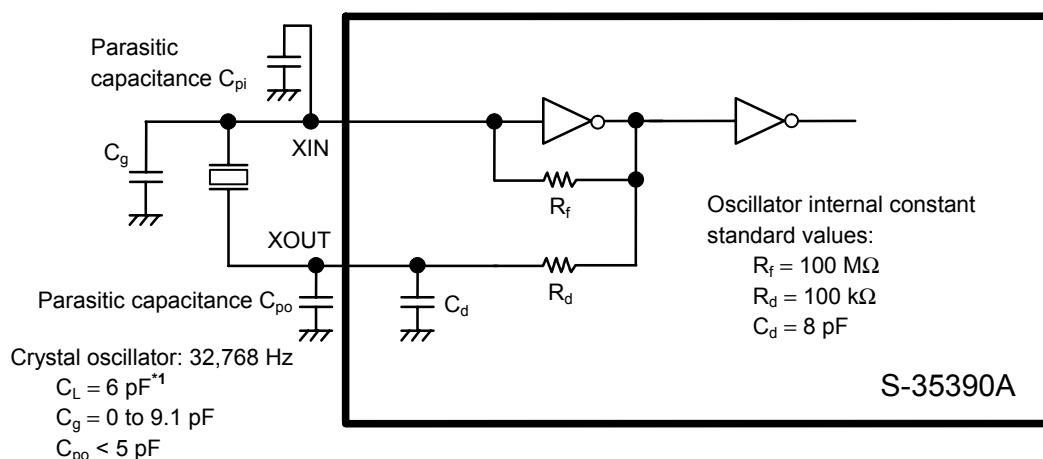 Parasitic
capacitance Cpi
Cg
XIN
Rf
XOUT
Rd
Parasitic capacitance Cpo
Cd
Oscillator internal constant
standard values:
Rf = 100 MΩ
Rd = 100 kΩ
Cd = 8 pF
Crystal oscillator: 32,768 Hz
CL = 6 pF*1
Cg = 0 to 9.1 pF
Cpo < 5 pF
S-35390A